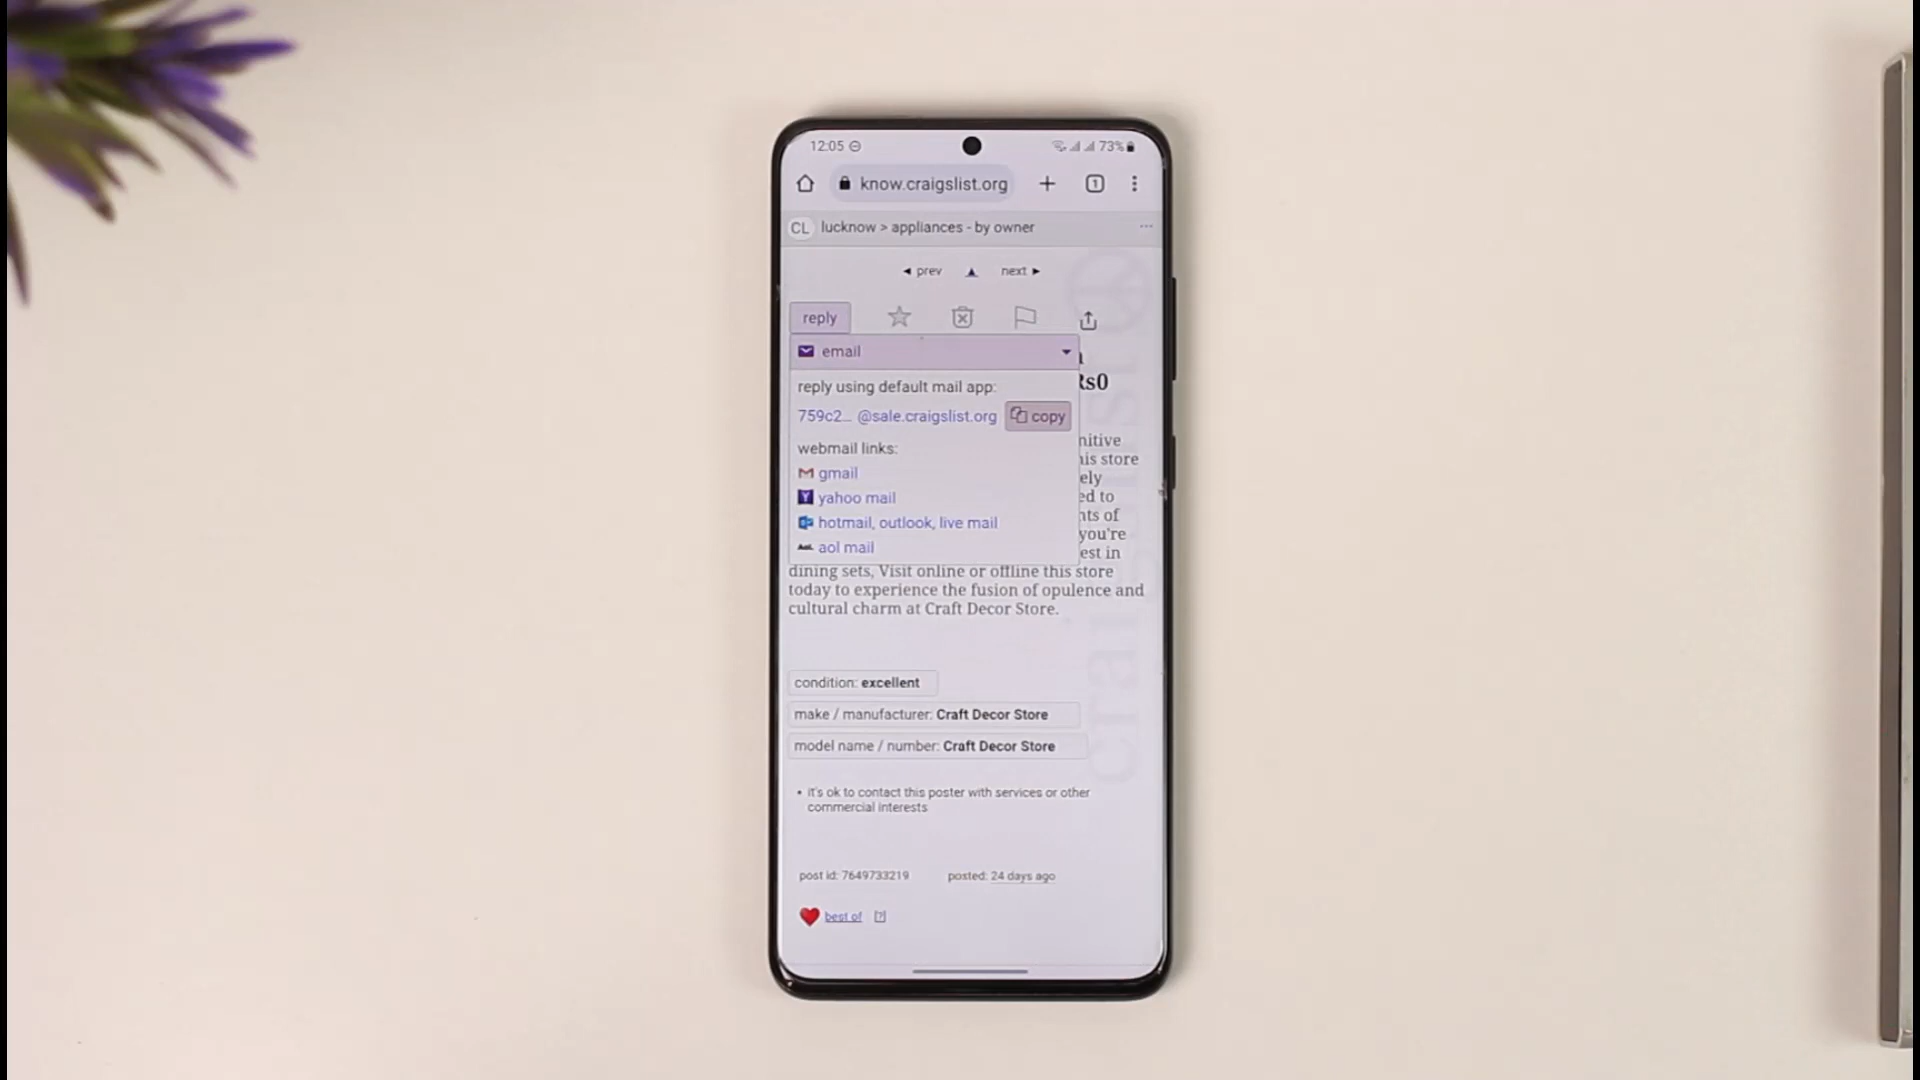 12:05
73%
know.craigslist.org
1
CL lucknow > appliances - by owner
prev
next
reply
email
Rs0
reply using default mail app:
759c2... @sale.craigslist.org
copy
webmail links:
gmail
yahoo mail
hotmail, outlook, live mail
aol mail
nitive
his store
ely
ed to
nts of
you're
est in
dining sets, Visit online or offline this store
today to experience the fusion of opulence and
cultural charm at Craft Decor Store.
condition: excellent
make / manufacturer: Craft Decor Store
model name / number: Craft Decor Store
• it's ok to contact this poster with services or other
commercial interests
post id: 7649733219
posted: 24 days ago
best of [?]